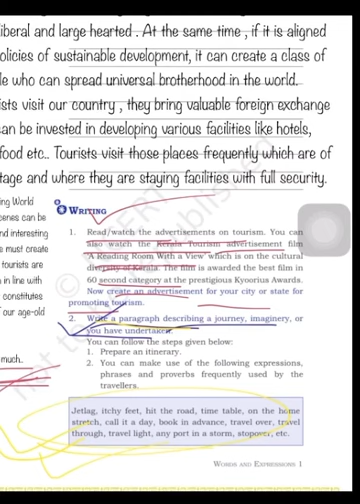 liberal and large hearted . At the same time , if it is aligned
olicies of sustainable development, it can create a class of
le who can spread universal brotherhood in the world.
ists visit our country , they bring valuable foreign exchange
an be invested in developing various facilities like hotels,
food etc.. Tourists visit those places frequently which are of
tage and where they are staying facilities with full security.
ing World
cenes can be
nd interesting
e must create
tourists are
in line with
constitutes
f our age-old
much.
WRITING
1. Read/watch the advertisements on tourism. You can
also watch the Kerala Tourism advertisement film
'A Reading Room With a View' which is on the cultural
diversity of Kerala. The film is awarded the best film in
60 second category at the prestigious Kyoorius Awards.
Now create an advertisement for your city or state for
promoting tourism.
2. Write a paragraph describing a journey, imaginery, or
you have undertaken.
You can follow the steps given below:
1. Prepare an itinerary.
2. You can make use of the following expressions,
phrases and proverbs frequently used by the
travellers.
Jetlag, itchy feet, hit the road, time table, on the home
stretch, call it a day, book in advance, travel over, travel
through, travel light, any port in a storm, stopover, etc.
WORDS AND EXPRESSIONS 1